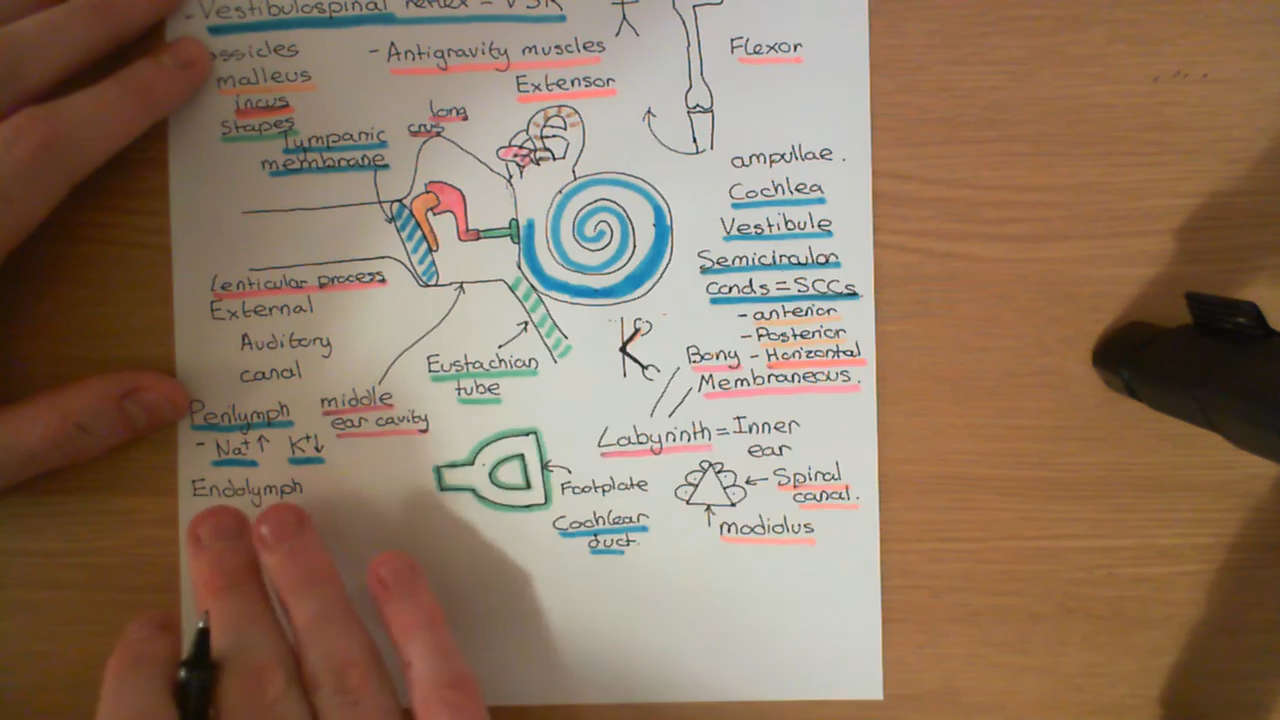 - Vestibulospinal reflex = VSR
ossicles
malleus
incus
stapes
- Antigravity muscles
Extensor
Flexor
long
crus
Tympanic
membrane
ampullae.
Cochlea
Vestibule
Semicircular
canals = SCCs
- anterior
- Posterior
- Horizontal
Bony
Membraneous.
Labyrinth = Inner
ear
Lenticular process
External
Auditory
canal
Eustachian
tube
middle
ear cavity
Perilymph
- Na+↑ K+↓
Endolymph
Footplate
Cochlear
duct.
Spiral
canal.
modiolus